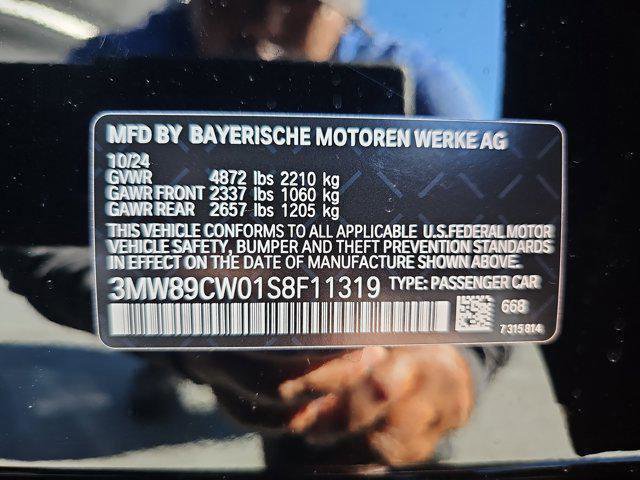 MFD BY BAYERISCHE MOTOREN WERKE AG
10/24
GVWR 4872 lbs 2210 kg
GAWR FRONT 2337 lbs 1060 kg
GAWR REAR 2657 lbs 1205 kg
THIS VEHICLE CONFORMS TO ALL APPLICABLE U.S.FEDERAL MOTOR
VEHICLE SAFETY, BUMPER AND THEFT PREVENTION STANDARDS
IN EFFECT ON THE DATE OF MANUFACTURE SHOWN ABOVE.
3MW89CW01S8F11319 TYPE: PASSENGER CAR
668
7 315 814